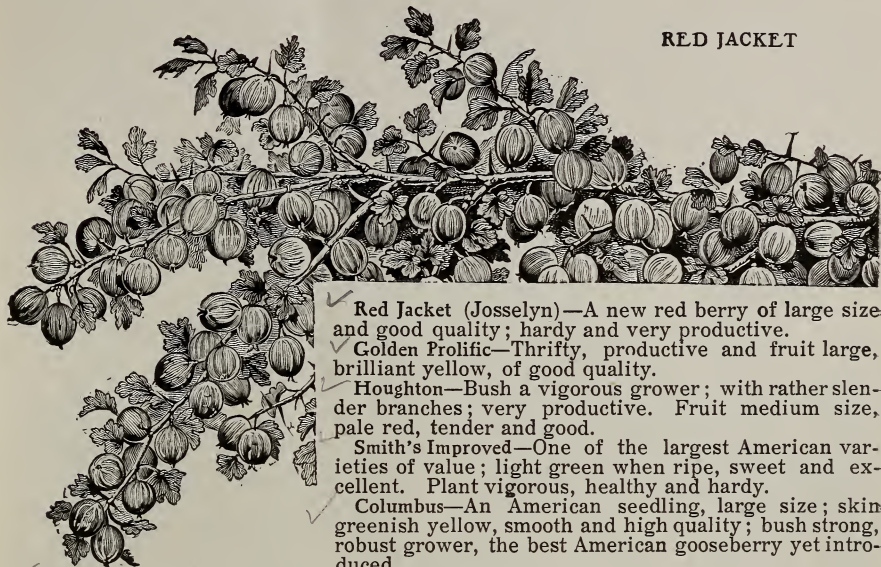 RED JACKET
Red Jacket (Josselyn)—A new red berry of large size
and good quality; hardy and very productive.
Golden Prolific—Thrifty, productive and fruit large,
brilliant yellow, of good quality.
Houghton—Bush a vigorous grower; with rather slen-
der branches; very productive. Fruit medium size,
pale red, tender and good.
Smith's Improved—One of the largest American var-
ieties of value; light green when ripe, sweet and ex-
cellent. Plant vigorous, healthy and hardy.
Columbus—An American seedling, large size; skin
greenish yellow, smooth and high quality; bush strong,
robust grower, the best American gooseberry yet intro-
duced.